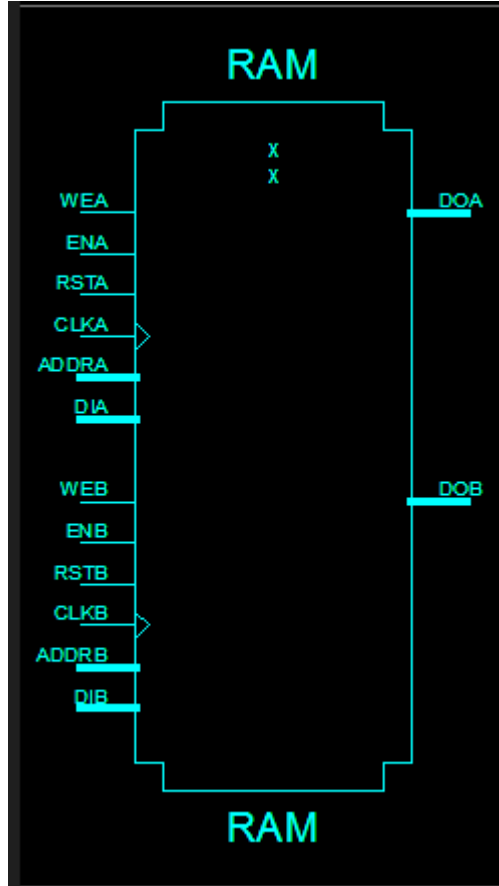 RAM
X
X
WEA
DOA
ENA
RSTA
CLKA
ADDRA
DIA
WEB
DOB
ENB
RSTB
CLKB
ADDRB
DIB
RAM